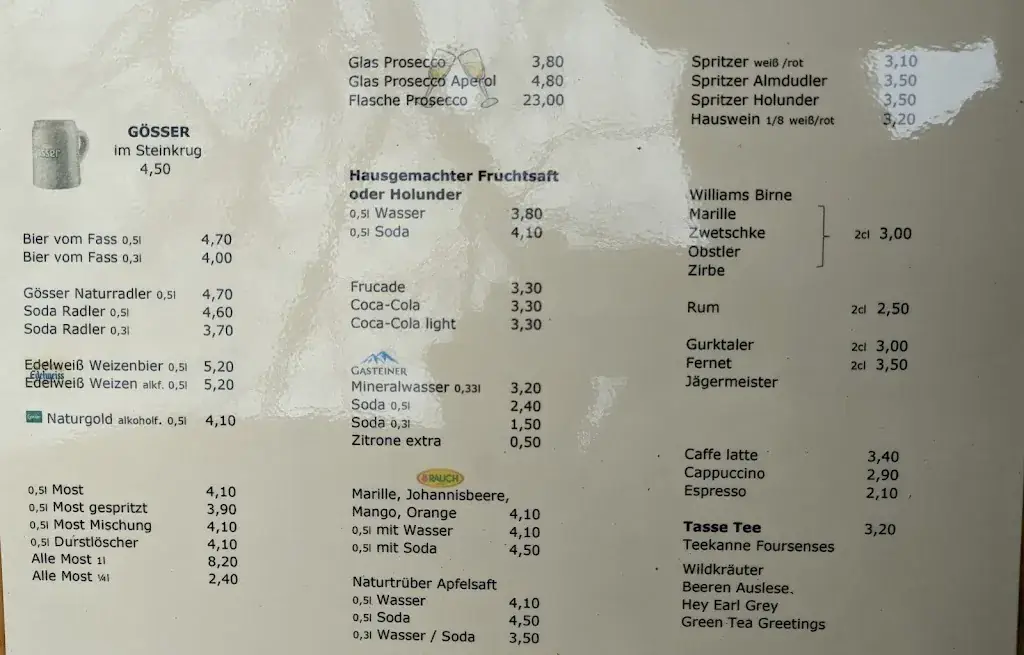 GÖSSER
im Steinkrug
4,50
Bier vom Fass 0,5l 4,70
Bier vom Fass 0,3l 4,00
Gösser Naturradler 0,5l 4,70
Soda Radler 0,5l 4,60
Soda Radler 0,3l 3,70
Edelweiß Weizenbier 0,5l 5,20
Edelweiß Weizen alkf. 0,5l 5,20
Naturgold alkoholf. 0,5l 4,10
0,5l Most 4,10
0,5l Most gespritzt 3,90
0,5l Most Mischung 4,10
0,5l Durstlöscher 4,10
Alle Most 1l 8,20
Alle Most ¼l 2,40
Glas Prosecco 3,80
Glas Prosecco Aperol 4,80
Flasche Prosecco 23,00
Hausgemachter Fruchtsaft
oder Holunder
0,5l Wasser 3,80
0,5l Soda 4,10
Frucade 3,30
Coca-Cola 3,30
Coca-Cola light 3,30
GASTEINER
Mineralwasser 0,33l 3,20
Soda 0,5l 2,40
Soda 0,3l 1,50
Zitrone extra 0,50
RAUCH
Marille, Johannisbeere,
Mango, Orange 4,10
0,5l mit Wasser 4,10
0,5l mit Soda 4,50
Naturtrüber Apfelsaft
0,5l Wasser 4,10
0,5l Soda 4,50
0,3l Wasser / Soda 3,50
Spritzer weiß /rot 3,10
Spritzer Almdudler 3,50
Spritzer Holunder 3,50
Hauswein 1/8 weiß/rot 3,20
Williams Birne
Marille
Zwetschke 2cl 3,00
Obstler
Zirbe
Rum 2cl 2,50
Gurktaler 2cl 3,00
Fernet 2cl 3,50
Jägermeister
Caffe latte 3,40
Cappuccino 2,90
Espresso 2,10
Tasse Tee 3,20
Teekanne Foursenses
Wildkräuter
Beeren Auslese.
Hey Earl Grey
Green Tea Greetings